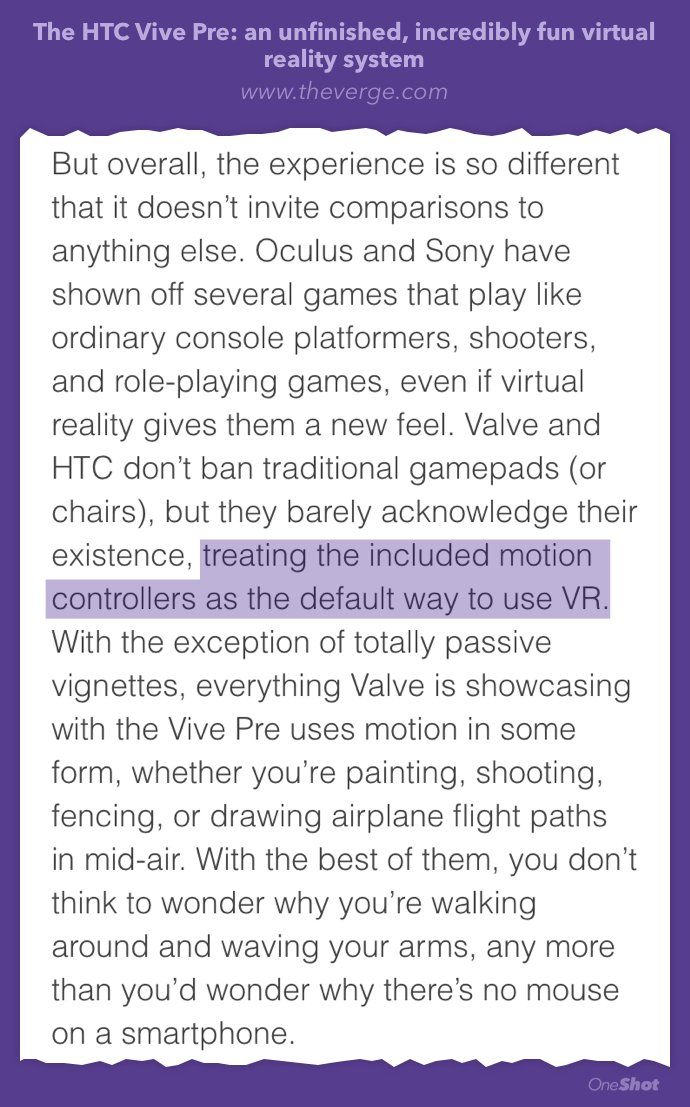 The HTC Vive Pre: an unfinished, incredibly fun virtual
reality system
www.theverge.com
But overall, the experience is so different
that it doesn’t invite comparisons to
anything else. Oculus and Sony have
shown off several games that play like
ordinary console platformers, shooters,
and role-playing games, even if virtual
reality gives them a new feel. Valve and
HTC don’t ban traditional gamepads (or
chairs), but they barely acknowledge their
existence, treating the included motion
controllers as the default way to use VR.
With the exception of totally passive
vignettes, everything Valve is showcasing
with the Vive Pre uses motion in some
form, whether you’re painting, shooting,
fencing, or drawing airplane flight paths
in mid-air. With the best of them, you don’t
think to wonder why you’re walking
around and waving your arms, any more
than you’d wonder why there’s no mouse
on a smartphone.
OneShot